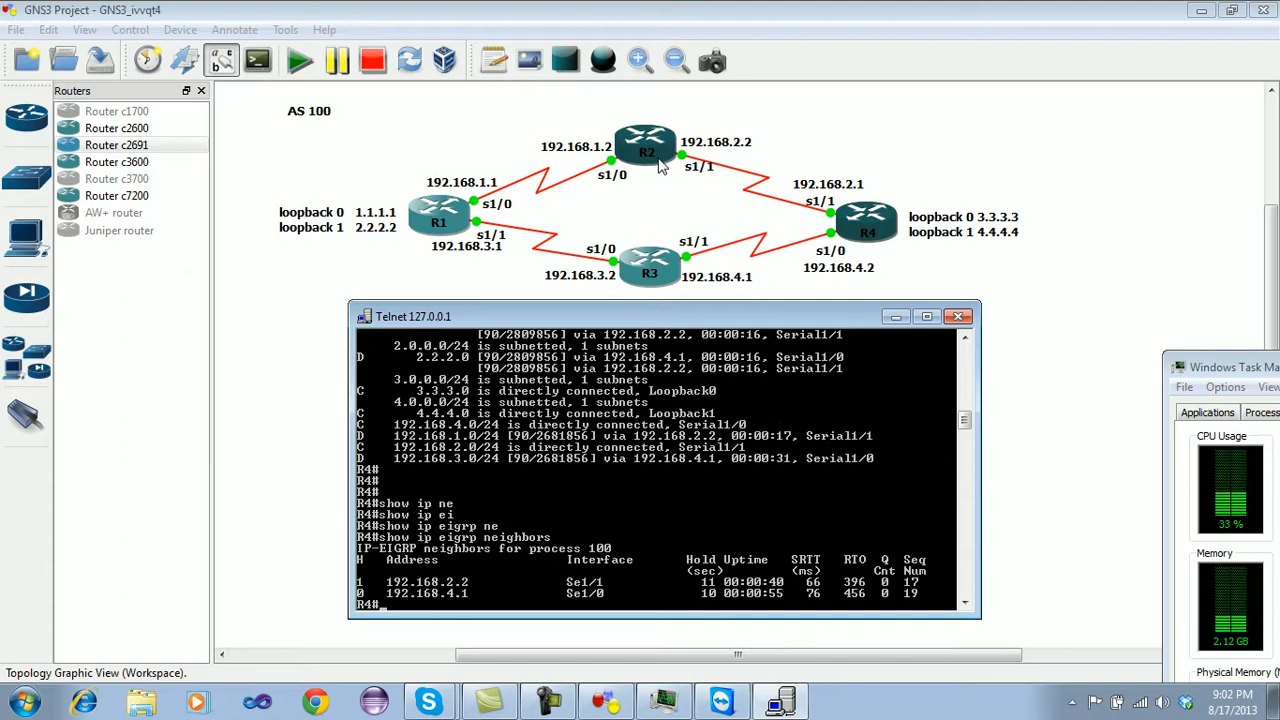 GNS3 Project - GNS3_ivvqt4
File Edit View Control Device Annotate Tools Help
Routers
Router c1700
Router c2600
Router c2691
Router c3600
Router c3700
Router c7200
AW+ router
Juniper router
AS 100
R2
192.168.1.2
192.168.2.2
s1/0
s1/1
192.168.1.1
192.168.2.1
s1/0
s1/1
loopback 0 1.1.1.1
loopback 1 2.2.2.2
R1
R4
loopback 0 3.3.3.3
loopback 1 4.4.4.4
s1/1
192.168.3.1
s1/0
s1/1
s1/0
192.168.3.2
R3
192.168.4.1
192.168.4.2
Telnet 127.0.0.1
[90/2809856] via 192.168.2.2, 00:00:16, Serial1/1
2.0.0.0/24 is subnetted, 1 subnets
D 2.2.2.0 [90/2809856] via 192.168.4.1, 00:00:16, Serial1/0
[90/2809856] via 192.168.2.2, 00:00:16, Serial1/1
3.0.0.0/24 is subnetted, 1 subnets
C 3.3.3.0 is directly connected, Loopback0
4.0.0.0/24 is subnetted, 1 subnets
C 4.4.4.0 is directly connected, Loopback1
C 192.168.4.0/24 is directly connected, Serial1/0
D 192.168.1.0/24 [90/2681856] via 192.168.2.2, 00:00:17, Serial1/1
C 192.168.2.0/24 is directly connected, Serial1/1
D 192.168.3.0/24 [90/2681856] via 192.168.4.1, 00:00:31, Serial1/0
R4#
R4#
R4#
R4#show ip ne
R4#show ip ei
R4#show ip eigrp ne
R4#show ip eigrp neighbors
IP-EIGRP neighbors for process 100
H Address Interface Hold Uptime SRTT RTO Q Seq
(sec) (ms) Cnt Num
1 192.168.2.2 Se1/1 11 00:00:40 66 396 0 17
0 192.168.4.1 Se1/0 10 00:00:55 76 456 0 19
R4#
Windows Task Ma
File Options View
Applications Process
CPU Usage
33 %
Memory
2.12 GB
Physical Memory (
Topology Graphic View (Workspace).
9:02 PM
8/17/2013